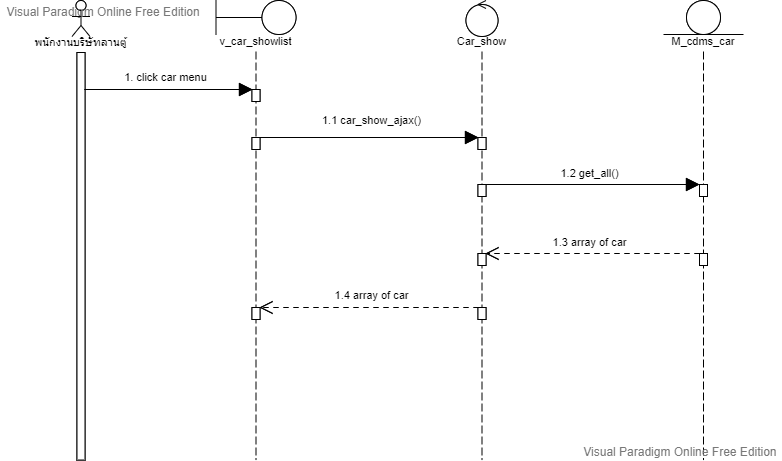 Visual Paradigm Online Free Edition
พนักงานบริษัทลานตู้
v_car_showlist
Car_show
M_cdms_car
1. click car menu
1.1 car_show_ajax()
1.2 get_all()
1.3 array of car
1.4 array of car
Visual Paradigm Online Free Edition